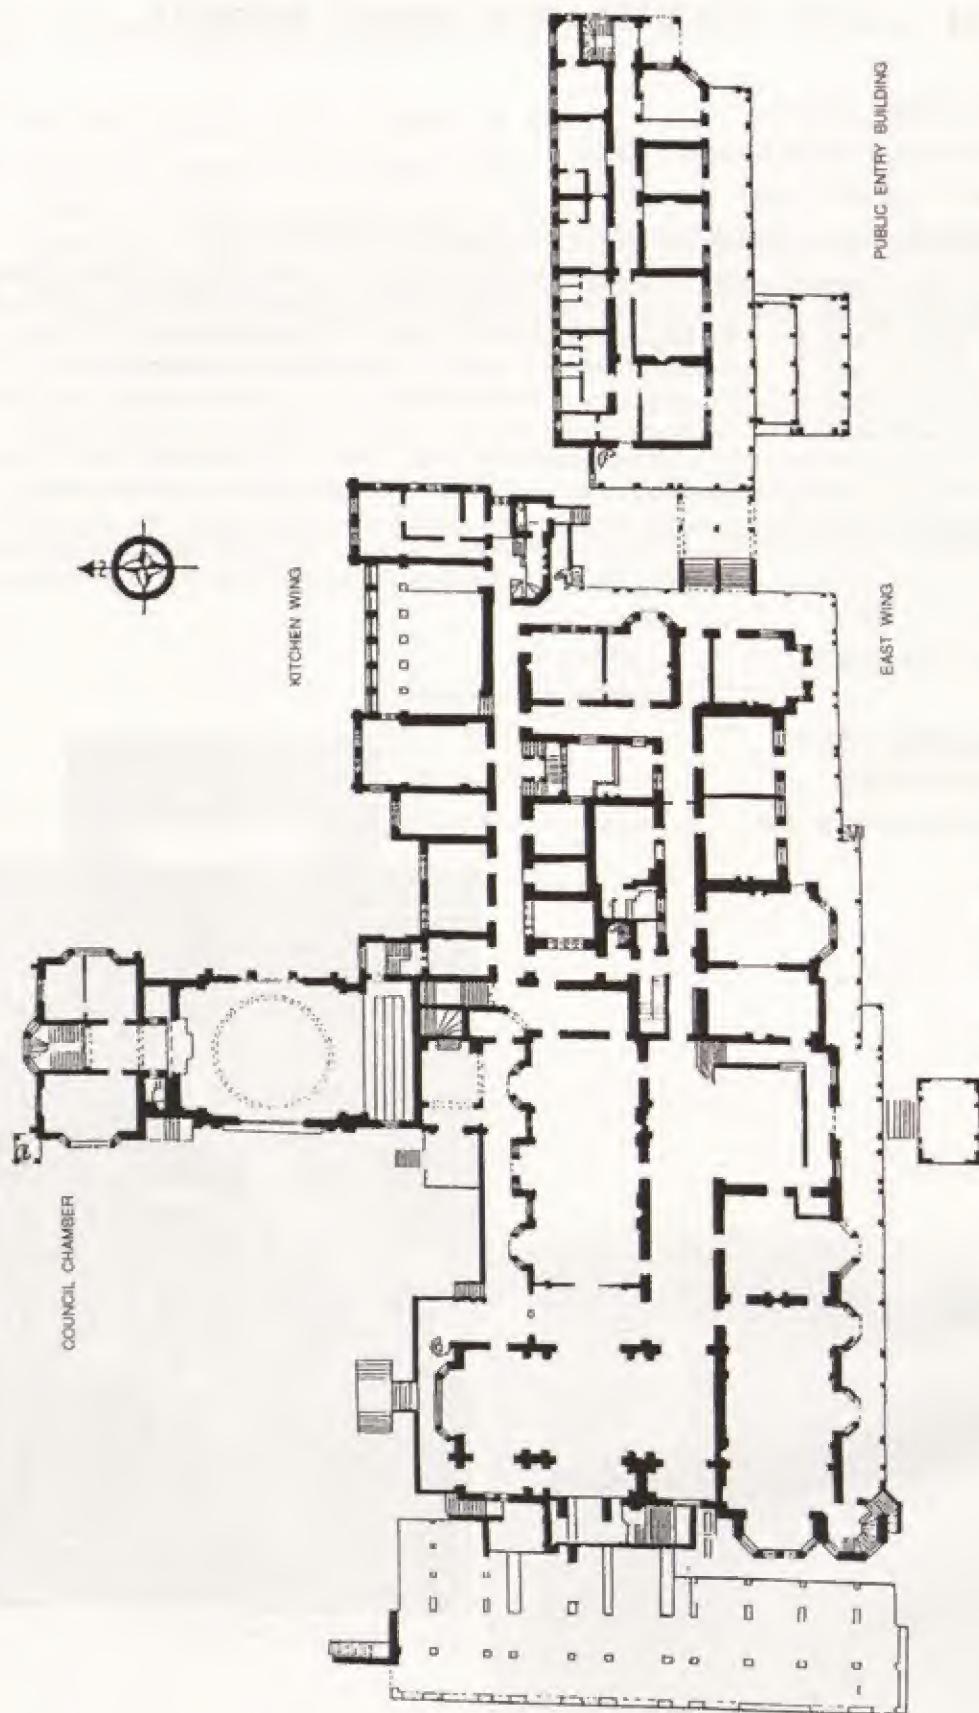 COUNCIL CHAMBER
KITCHEN WING
EAST WING
PUBLIC ENTRY BUILDING
N